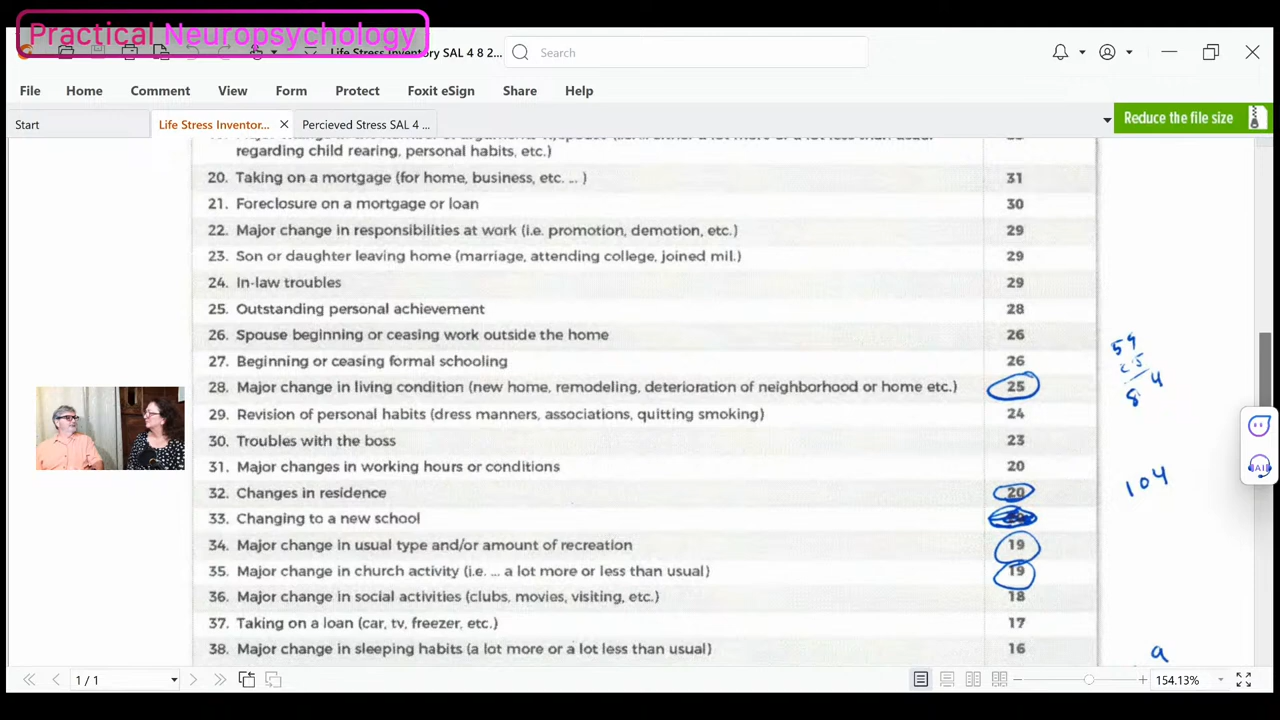 Practical Neuropsychology
Life Stress Inventory SAL 4 8 2...
Search
File Home Comment View Form Protect Foxit eSign Share Help
Start
Life Stress Inventor...
Percieved Stress SAL 4 ...
Reduce the file size
regarding child rearing, personal habits, etc.)
20. Taking on a mortgage (for home, business, etc. ... ) 31
21. Foreclosure on a mortgage or loan 30
22. Major change in responsibilities at work (i.e. promotion, demotion, etc.) 29
23. Son or daughter leaving home (marriage, attending college, joined mil.) 29
24. In-law troubles 29
25. Outstanding personal achievement 28
26. Spouse beginning or ceasing work outside the home 26
27. Beginning or ceasing formal schooling 26
28. Major change in living condition (new home, remodeling, deterioration of neighborhood or home etc.) 25
29. Revision of personal habits (dress manners, associations, quitting smoking) 24
30. Troubles with the boss 23
31. Major changes in working hours or conditions 20
32. Changes in residence 20
33. Changing to a new school
34. Major change in usual type and/or amount of recreation 19
35. Major change in church activity (i.e. ... a lot more or less than usual) 19
36. Major change in social activities (clubs, movies, visiting, etc.) 18
37. Taking on a loan (car, tv, freezer, etc.) 17
38. Major change in sleeping habits (a lot more or a lot less than usual) 16
59
25
84
104
AI
1 / 1
154.13%